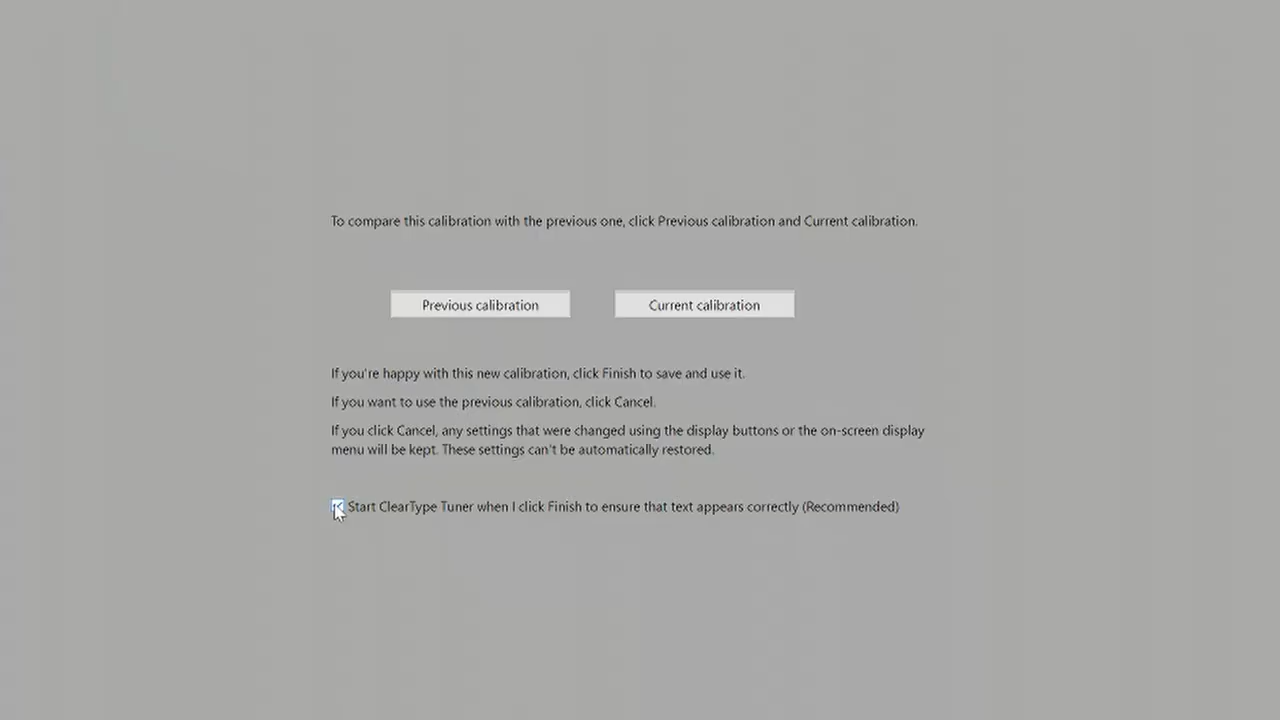 To compare this calibration with the previous one, click Previous calibration and Current calibration.
Previous calibration
Current calibration
If you're happy with this new calibration, click Finish to save and use it.
If you want to use the previous calibration, click Cancel.
If you click Cancel, any settings that were changed using the display buttons or the on-screen display
menu will be kept. These settings can't be automatically restored.
Start ClearType Tuner when I click Finish to ensure that text appears correctly (Recommended)